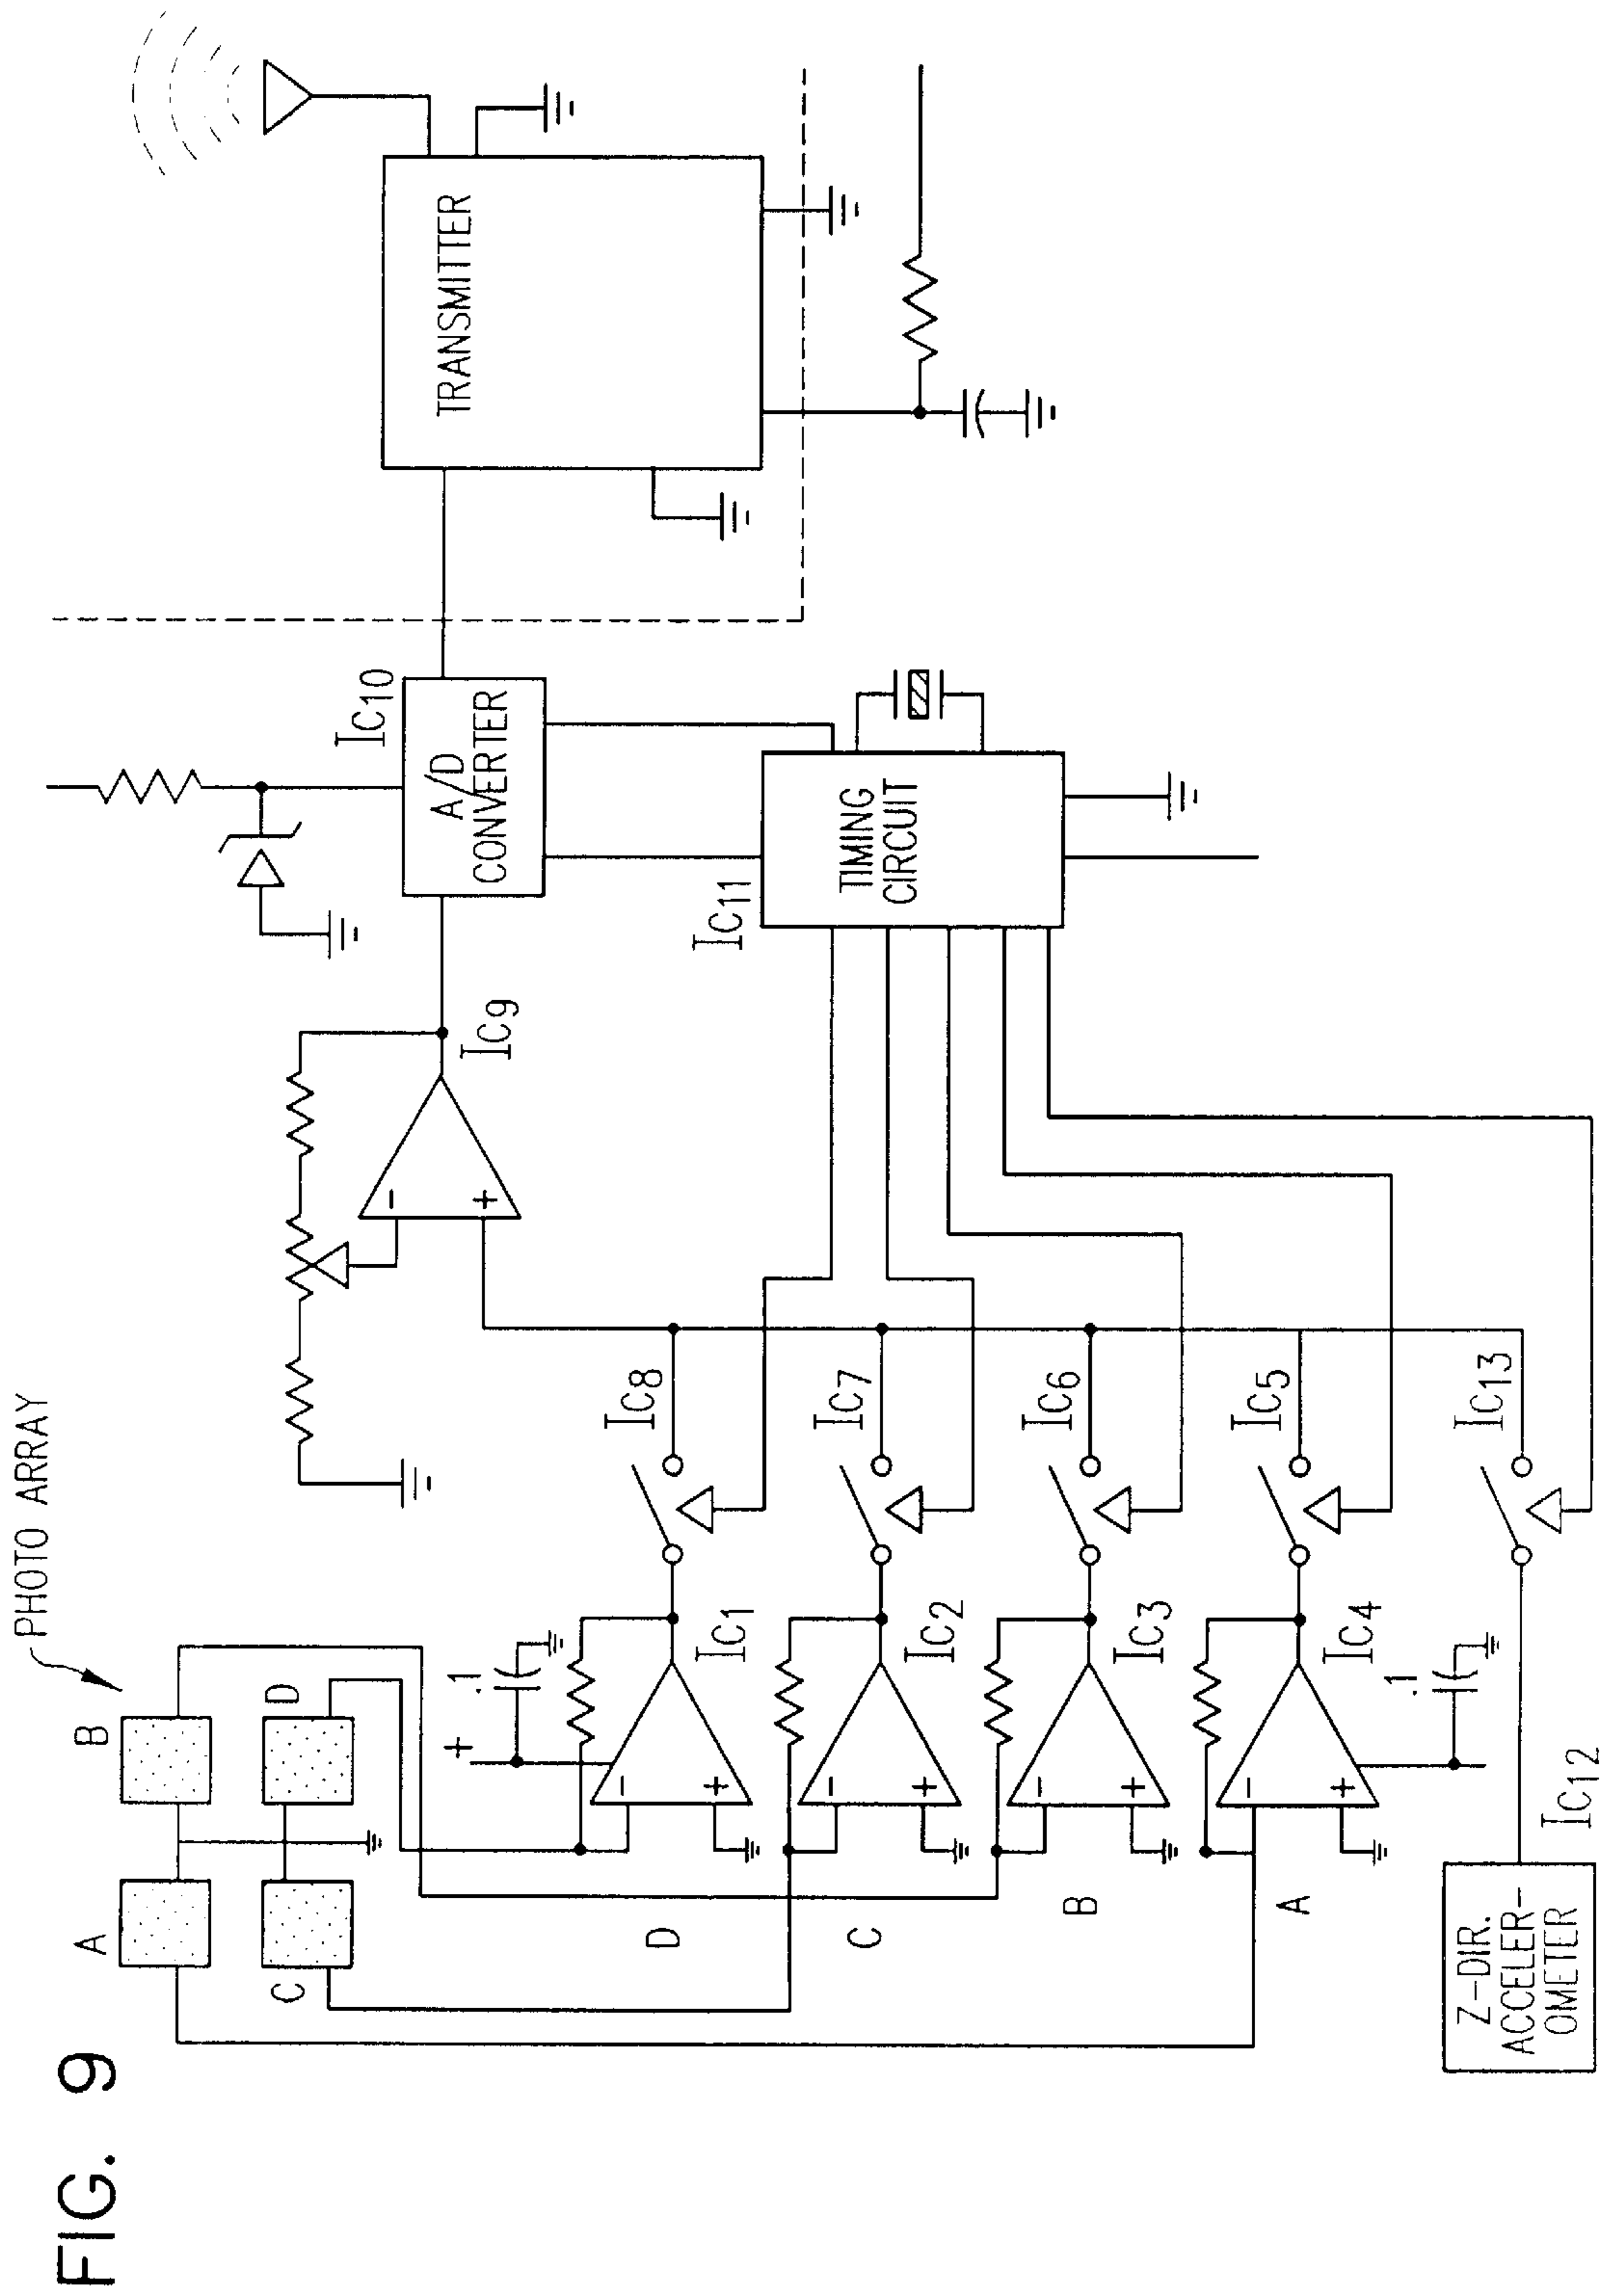 FIG. 9
PHOTO ARRAY
A
B
C
D
+
.1
D
-
+
IC1
IC8
C
-
+
IC2
IC7
B
-
+
IC3
IC6
A
-
+
IC4
IC5
.1
Z-DIR.
ACCELER-
OMETER
IC12
IC13
-
+
IC9
A/D
CONVERTER
IC10
TIMING
CIRCUIT
IC11
TRANSMITTER